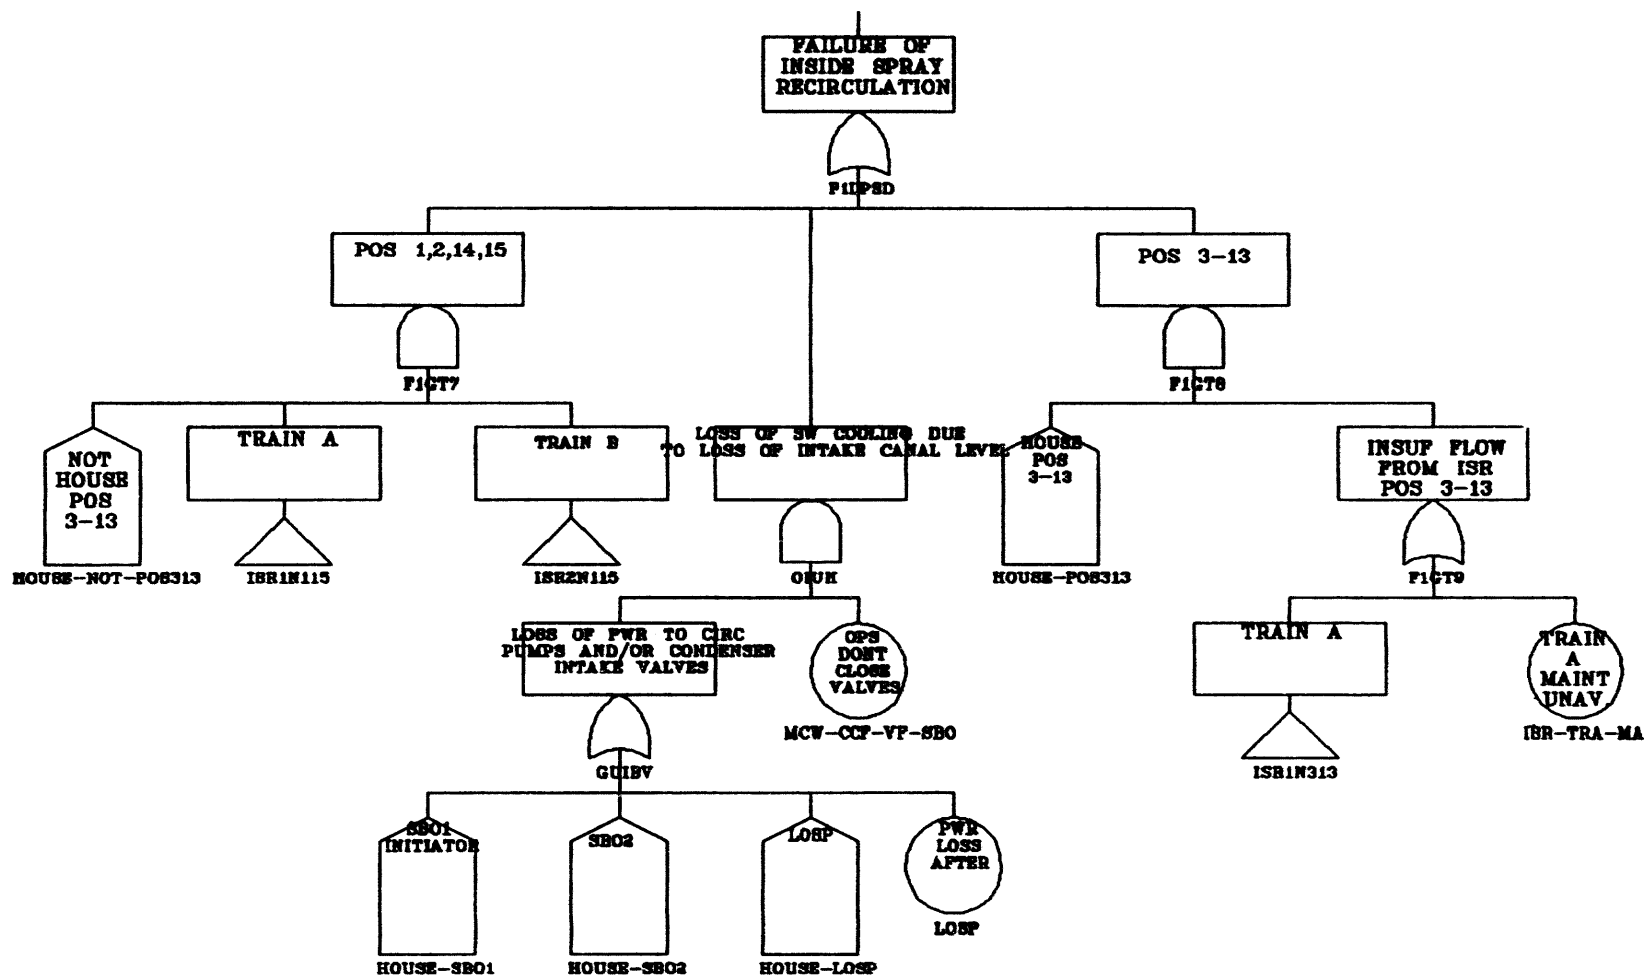 FAILURE OF
INSIDE SPRAY
RECIRCULATION
F1DPSD
POS 1,2,14,15
POS 3-13
F1GT7
F1GT8
NOT
HOUSE
POS
3-13
HOUSE-NOT-POS313
TRAIN A
ISR1N115
TRAIN B
ISR2N115
LOSS OF SW COOLING DUE
TO LOSS OF INTAKE CANAL LEVEL
HOUSE
POS
3-13
HOUSE-POS313
INSUF FLOW
FROM ISR
POS 3-13
F1GT9
LOSS OF PWR TO CIRC
PUMPS AND/OR CONDENSER
INTAKE VALVES
GUIBV
OPS
DONT
CLOSE
VALVES
MCW-CCF-VF-SBO
TRAIN A
ISR1N313
TRAIN
A
MAINT
UNAV.
ISR-TRA-MA
SBO1
INITIATOR
HOUSE-SBO1
SBO2
HOUSE-SBO2
LOSP
HOUSE-LOSP
PWR
LOSS
AFTER
LOSP